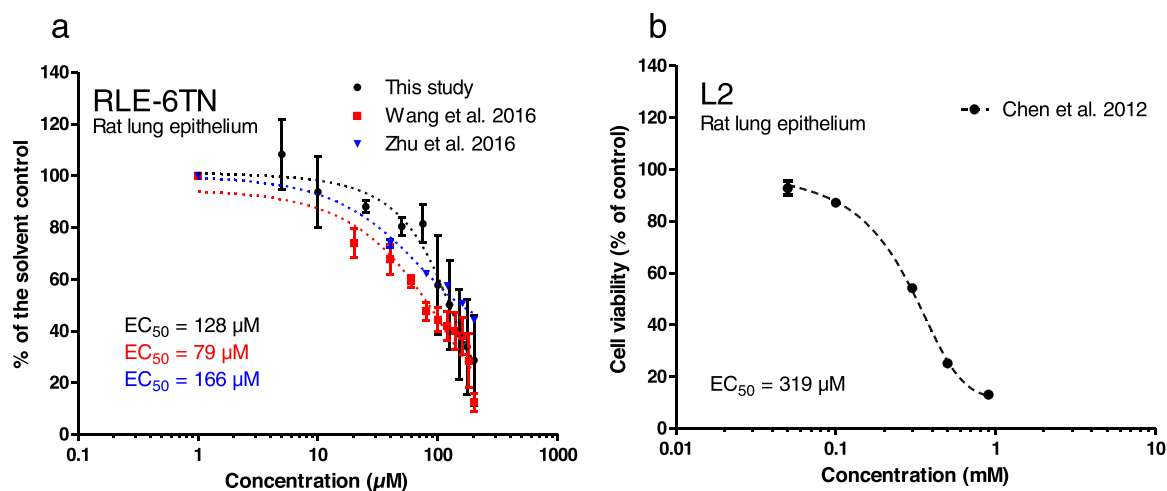 a
% of the solvent control
140
120
100
80
60
40
20
0
RLE-6TN
Rat lung epithelium
This study
Wang et al. 2016
Zhu et al. 2016
EC50 = 128 µM
EC50 = 79 µM
EC50 = 166 µM
0.1
1
10
100
1000
Concentration (µM)
b
Cell viability (% of control)
140
120
100
80
60
40
20
0
L2
Rat lung epithelium
Chen et al. 2012
EC50 = 319 µM
0.01
0.1
1
10
Concentration (mM)